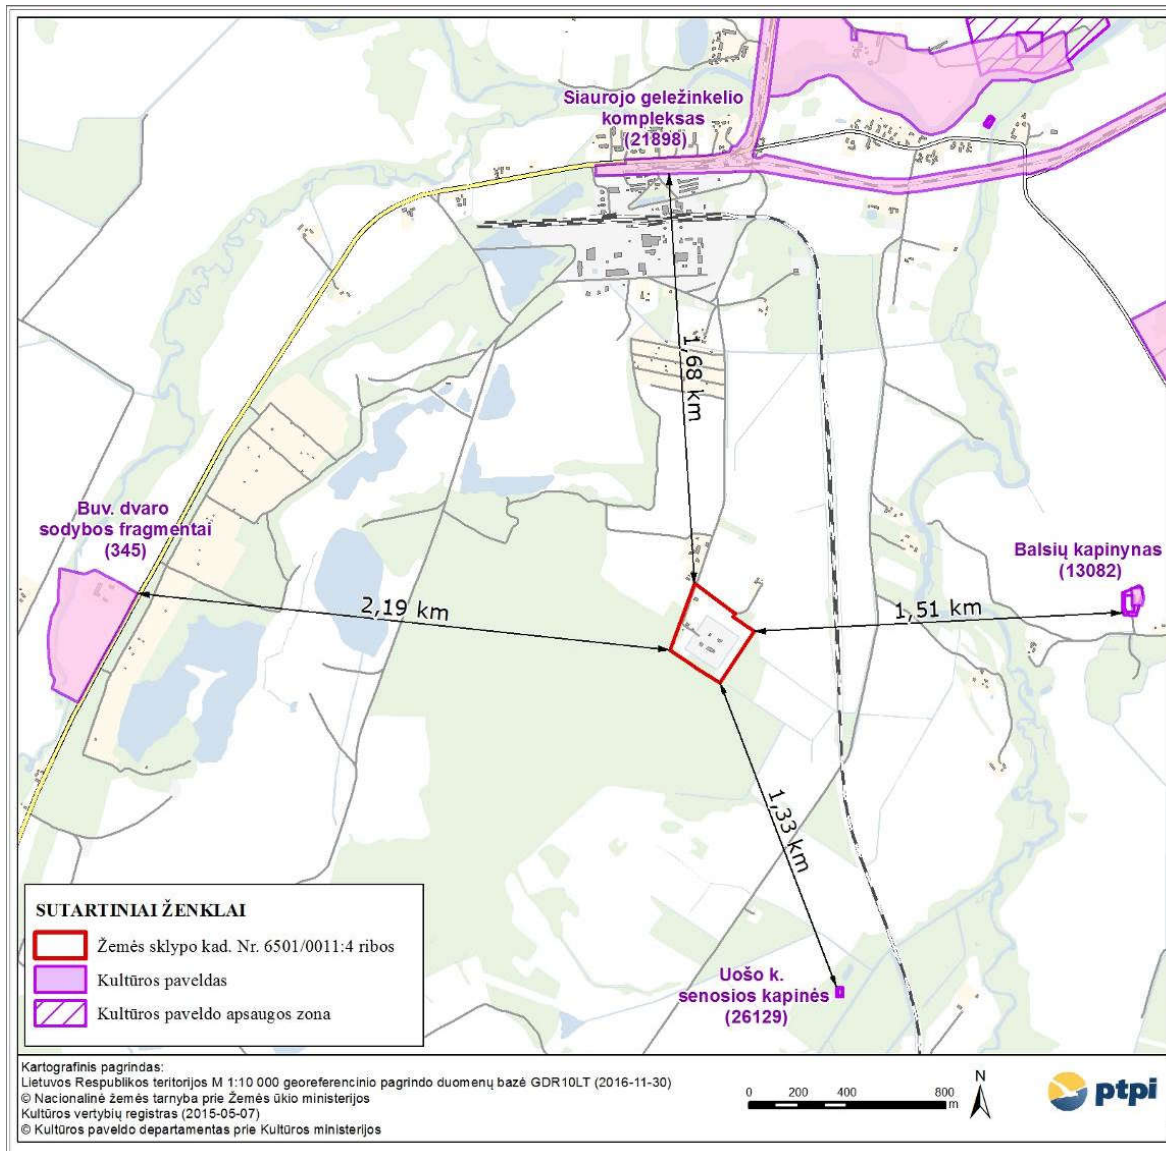 Siaurojo geležinkelio
kompleksas
(21898)
1,68 km
Buv. dvaro
sodybos fragmentai
(345)
2,19 km
Balsių kapinynas
(13082)
1,51 km
1,33 km
Uošo k.
senosios kapinės
(26129)
SUTARTINIAI ŽENKLAI
Žemės sklypo kad. Nr. 6501/0011:4 ribos
Kultūros paveldas
Kultūros paveldo apsaugos zona
Kartografinis pagrindas:
Lietuvos Respublikos teritorijos M 1:10 000 georeferencinio pagrindo duomenų bazė GDR10LT (2016-11-30)
© Nacionalinė žemės tarnyba prie Žemės ūkio ministerijos
Kultūros vertybių registras (2015-05-07)
© Kultūros paveldo departamentas prie Kultūros ministerijos
0 200 400 800
m
N
ptpi